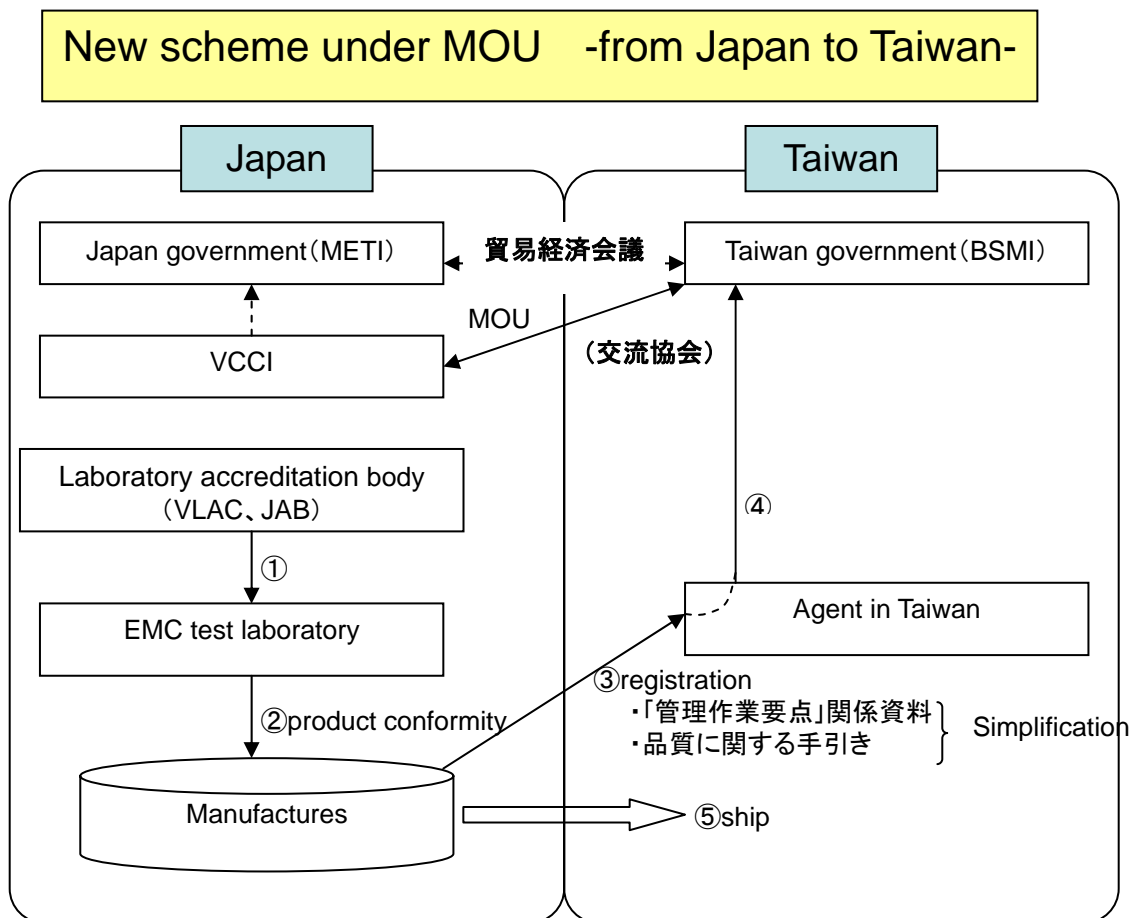 New scheme under MOU -from Japan to Taiwan-
Japan
Taiwan
Japan government（METI）
貿易経済会議
Taiwan government（BSMI）
MOU
（交流協会）
VCCI
Laboratory accreditation body
（VLAC、JAB）
④
①
EMC test laboratory
Agent in Taiwan
③registration
・「管理作業要点」関係資料
・品質に関する手引き
Simplification
②product conformity
Manufactures
⑤ship